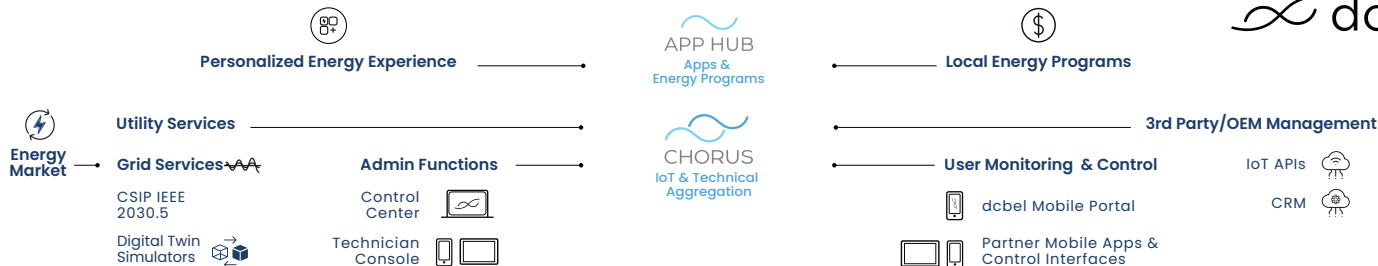 dc
APP HUB
Personalized Energy Experience
Apps &
Energy Programs
Local Energy Programs
Utility Services
3rd Party/OEM Management
Energy
Market
Grid Services
Admin Functions
CHORUS
IoT & Technical
Aggregation
User Monitoring & Control
IoT APIs
CSIP IEEE
2030.5
Control
Center
dcbel Mobile Portal
CRM
Digital Twin
Simulators
Technician
Console
Partner Mobile Apps &
Control Interfaces